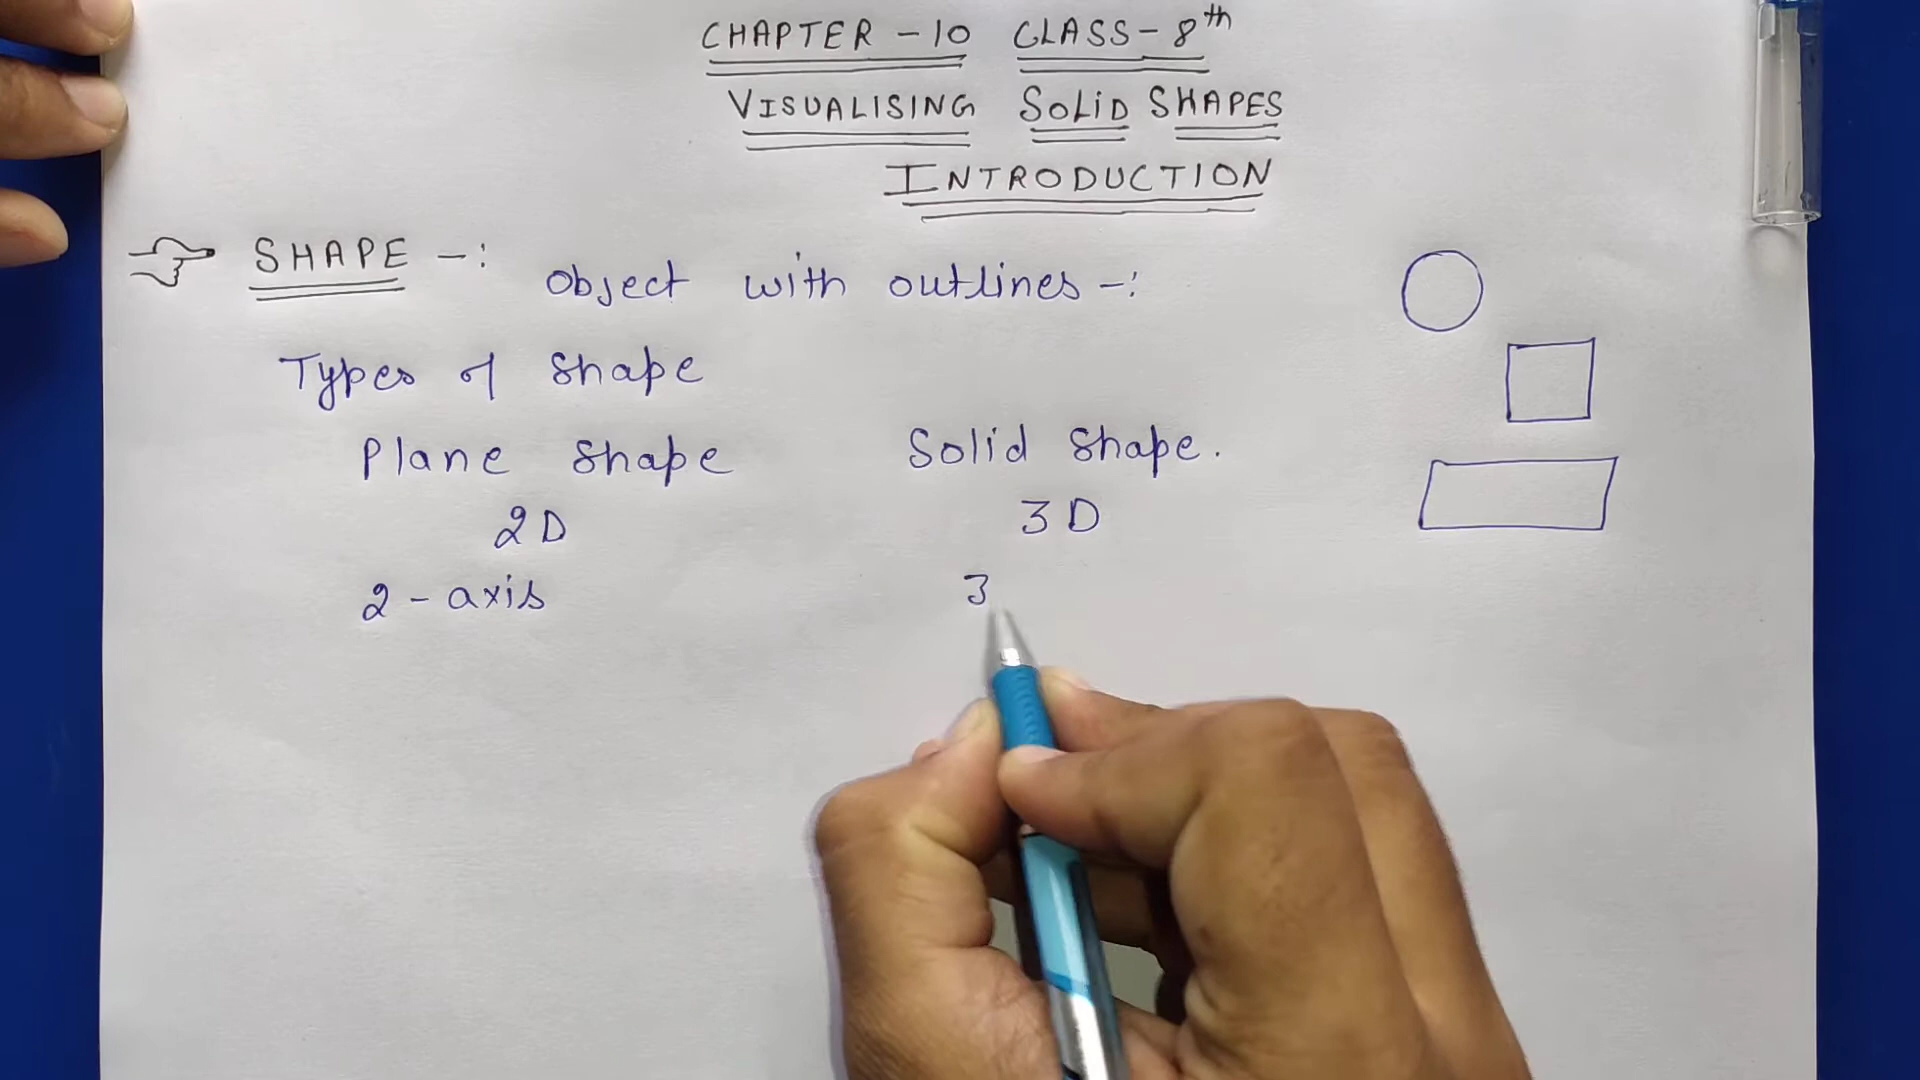 CHAPTER - 10 CLASS - 8th
VISUALISING SOLiD SHAPES
INTRODUCTION
SHAPE -:
Object with outlines -:
Types of Shape
Plane Shape Solid Shape.
2D 3D
2 - axis 3